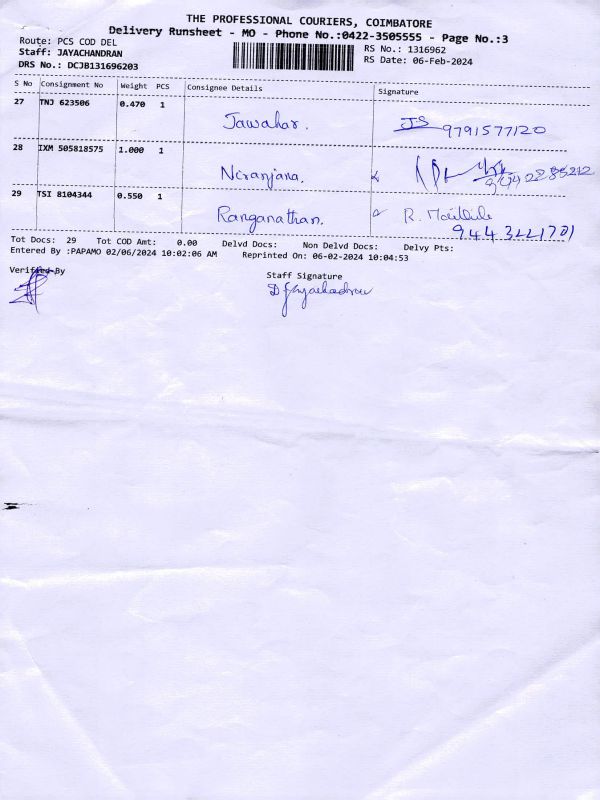 THE PROFESSIONAL COURIERS, COIMBATORE
Delivery Runsheet - MO - Phone No.:0422-3505555 - Page No.:3
Route: PCS COD DEL
RS No.: 1316962
Staff: JAYACHANDRAN
RS Date: 06-Feb-2024
DRS No.: DCJB131696203
S No Consignment No Weight PCS Consignee Details Signature
27 TNJ 623506 0.470 1 Jawahar. JS 9791577120
28 IXM 505818575 1.000 1 Niranjana.
29 TSI 8104344 0.550 1 Ranganathan. R.
9443221701
Tot Docs: 29 Tot COD Amt: 0.00 Delvd Docs: Non Delvd Docs: Delvy Pts:
Entered By :PAPAMO 02/06/2024 10:02:06 AM Reprinted On: 06-02-2024 10:04:53
Verified By
Staff Signature